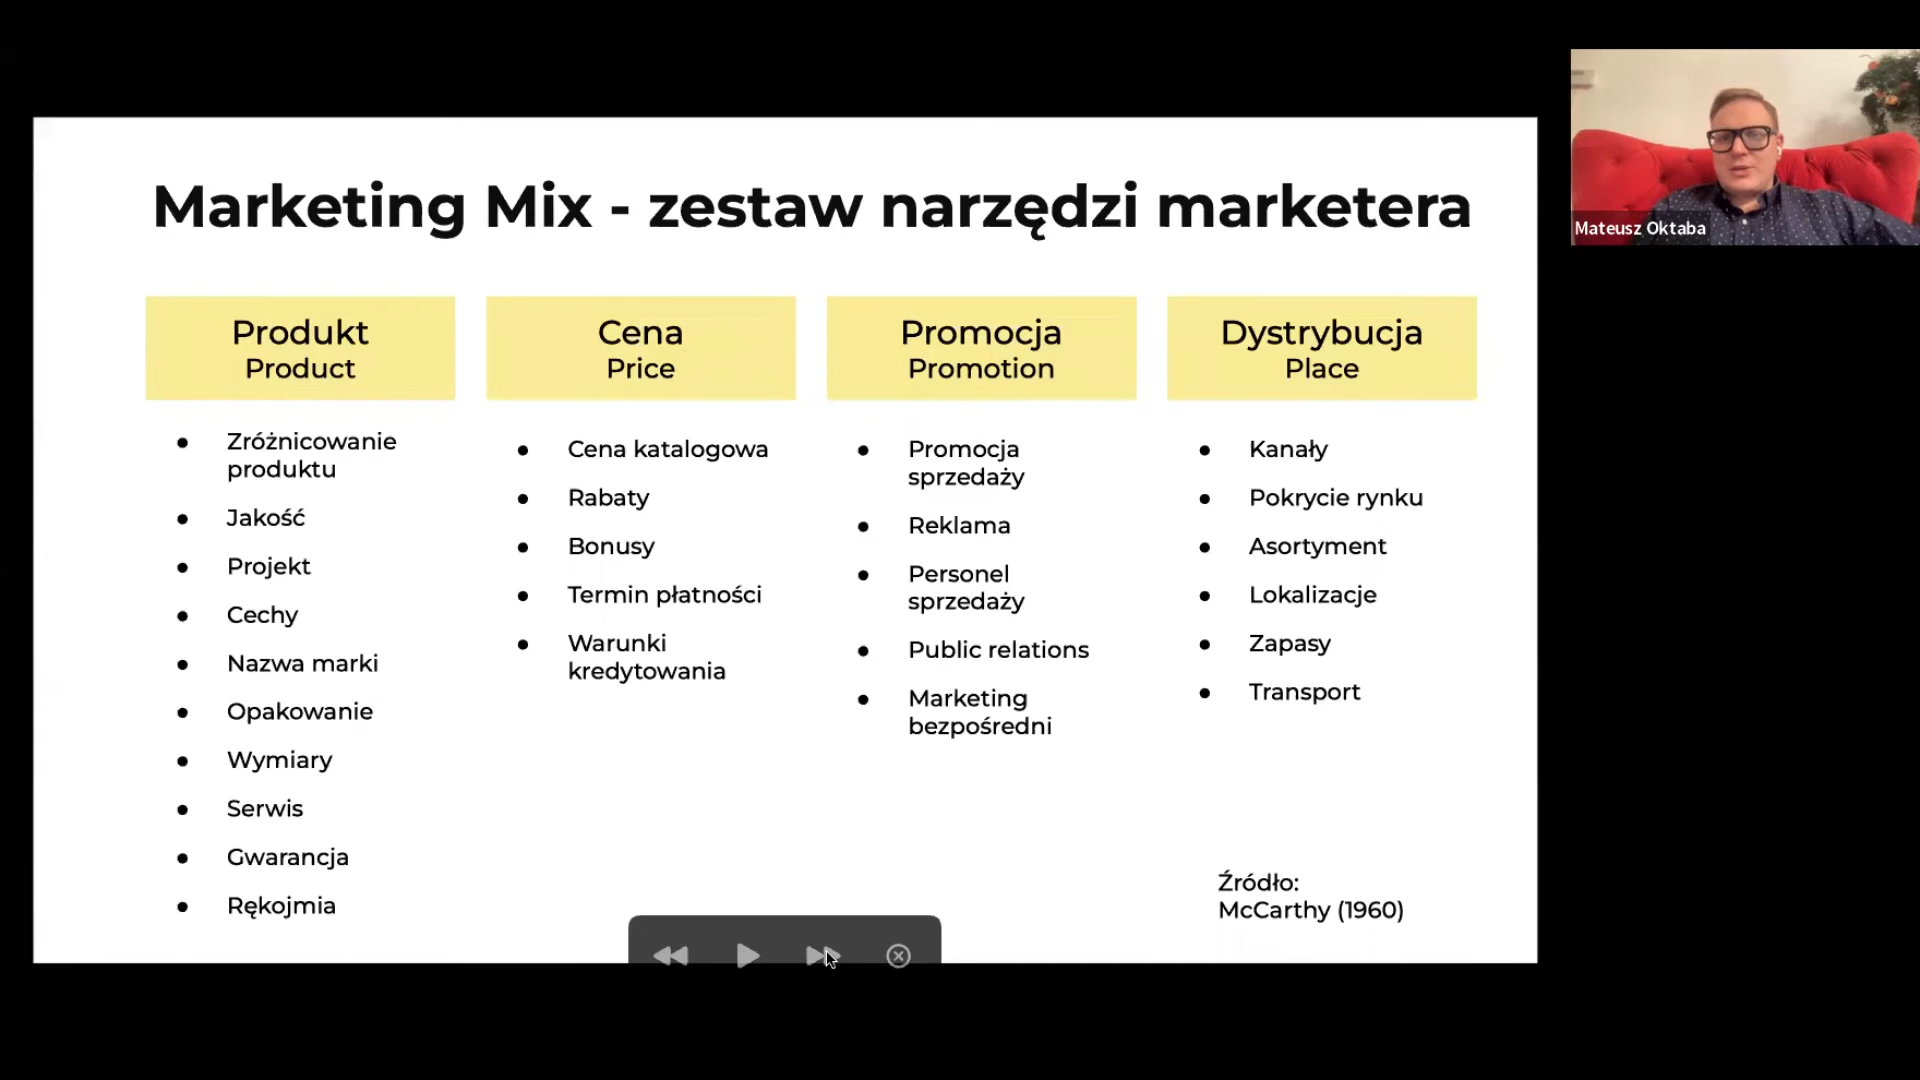 Marketing Mix - zestaw narzędzi marketera
Produkt
Product
Zróżnicowanie
produktu
Jakość
Projekt
Cechy
Nazwa marki
Opakowanie
Wymiary
Serwis
Gwarancja
Rękojmia
Cena
Price
Cena katalogowa
Rabaty
Bonusy
Termin płatności
Warunki
kredytowania
Promocja
Promotion
Promocja
sprzedaży
Reklama
Personel
sprzedaży
Public relations
Marketing
bezpośredni
Dystrybucja
Place
Kanały
Pokrycie rynku
Asortyment
Lokalizacje
Zapasy
Transport
Źródło:
McCarthy (1960)
Mateusz Oktaba